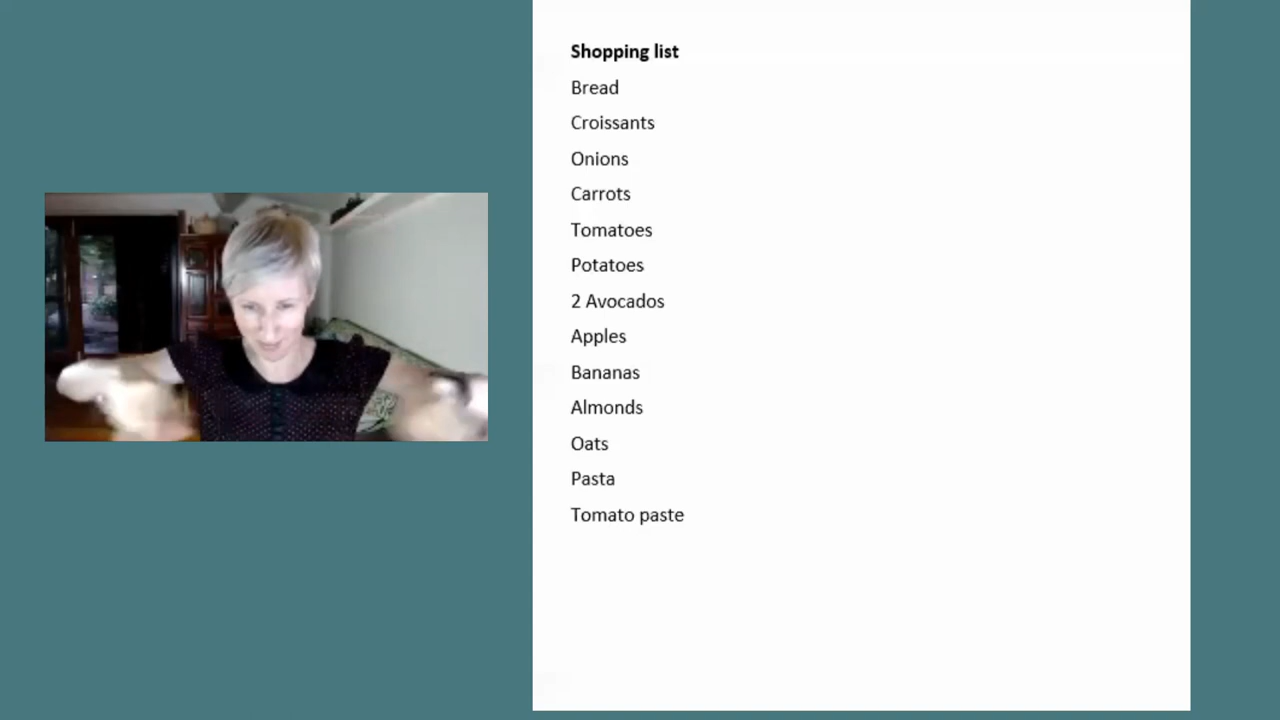 Shopping list
Bread
Croissants
Onions
Carrots
Tomatoes
Potatoes
2 Avocados
Apples
Bananas
Almonds
Oats
Pasta
Tomato paste